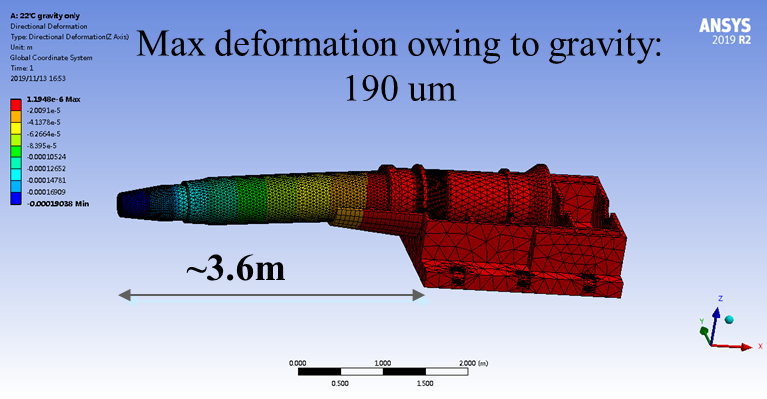 A: 22℃ gravity only
Directional Deformation
Type: Directional Deformation(Z Axis)
Unit: m
Global Coordinate System
Time: 1
2019/11/13 16:53
Max deformation owing to gravity:
190 um
ANSYS
2019 R2
1.1948e-6 Max
-2.0091e-5
-4.1378e-5
-6.2664e-5
-8.395e-5
-0.00010524
-0.00012652
-0.00014781
-0.00016909
-0.00019038 Min
~3.6m
0.000 1.000 2.000 (m)
0.500 1.500
Z
Y
X